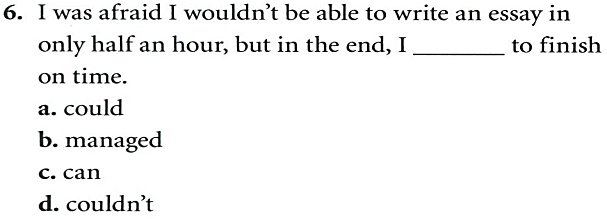 6. I was afraid I wouldn't be able to write an essay in
only half an hour, but in the end, I ________ to finish
on time.
a. could
b. managed
c. can
d. couldn't